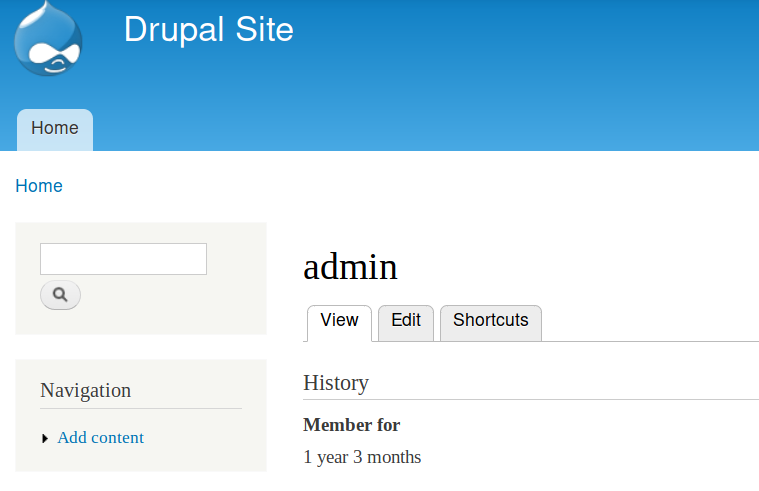 Drupal Site
Home
Home
admin
View Edit Shortcuts
Navigation
Add content
History
Member for
1 year 3 months